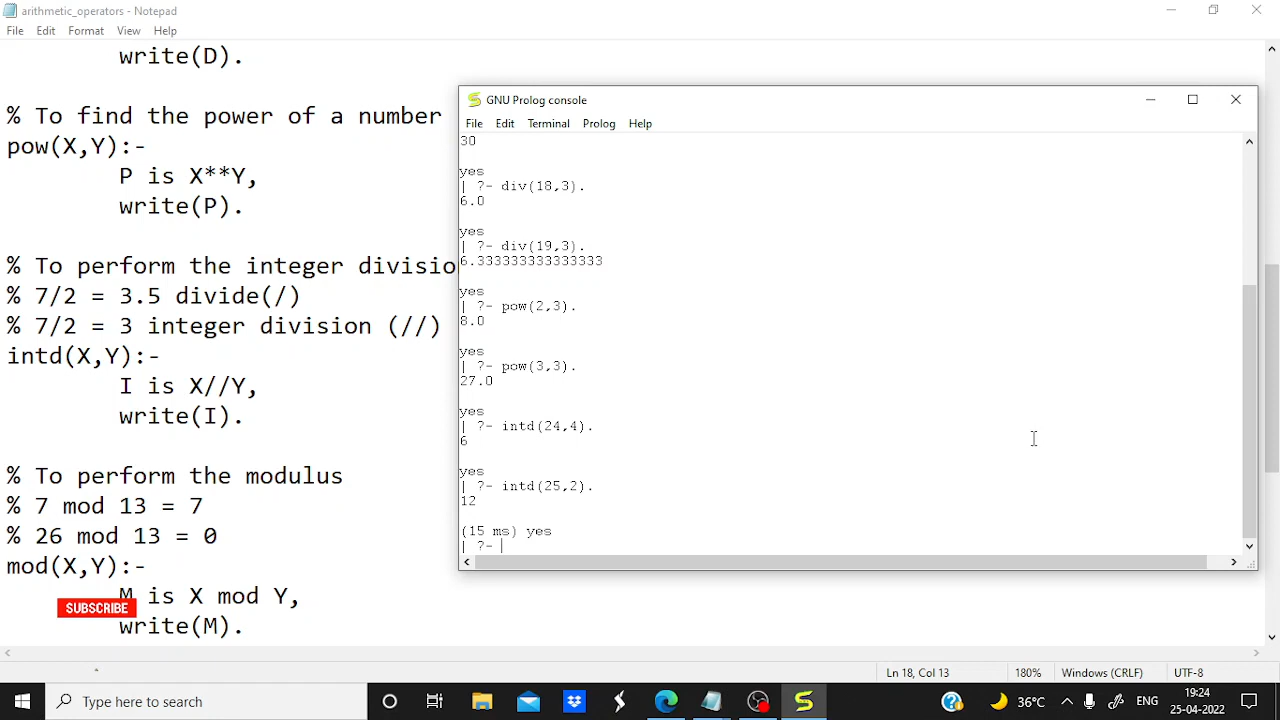 arithmetic_operators - Notepad
File Edit Format View Help
write(D).
% To find the power of a number
pow(X,Y):-
P is X**Y,
write(P).
% To perform the integer divisio
% 7/2 = 3.5 divide(/)
% 7/2 = 3 integer division (//)
intd(X,Y):-
I is X//Y,
write(I).
% To perform the modulus
% 7 mod 13 = 7
% 26 mod 13 = 0
mod(X,Y):-
M is X mod Y,
write(M).
SUBSCRIBE
GNU Prolog console
File Edit Terminal Prolog Help
30
yes
| ?- div(18,3).
6.0
yes
| ?- div(19,3).
6.333333333333333
yes
| ?- pow(2,3).
8.0
yes
| ?- pow(3,3).
27.0
yes
| ?- intd(24,4).
6
yes
| ?- intd(25,2).
12
(15 ms) yes
| ?-
Ln 18, Col 13 180% Windows (CRLF) UTF-8
Type here to search
36°C ENG
19:24
25-04-2022